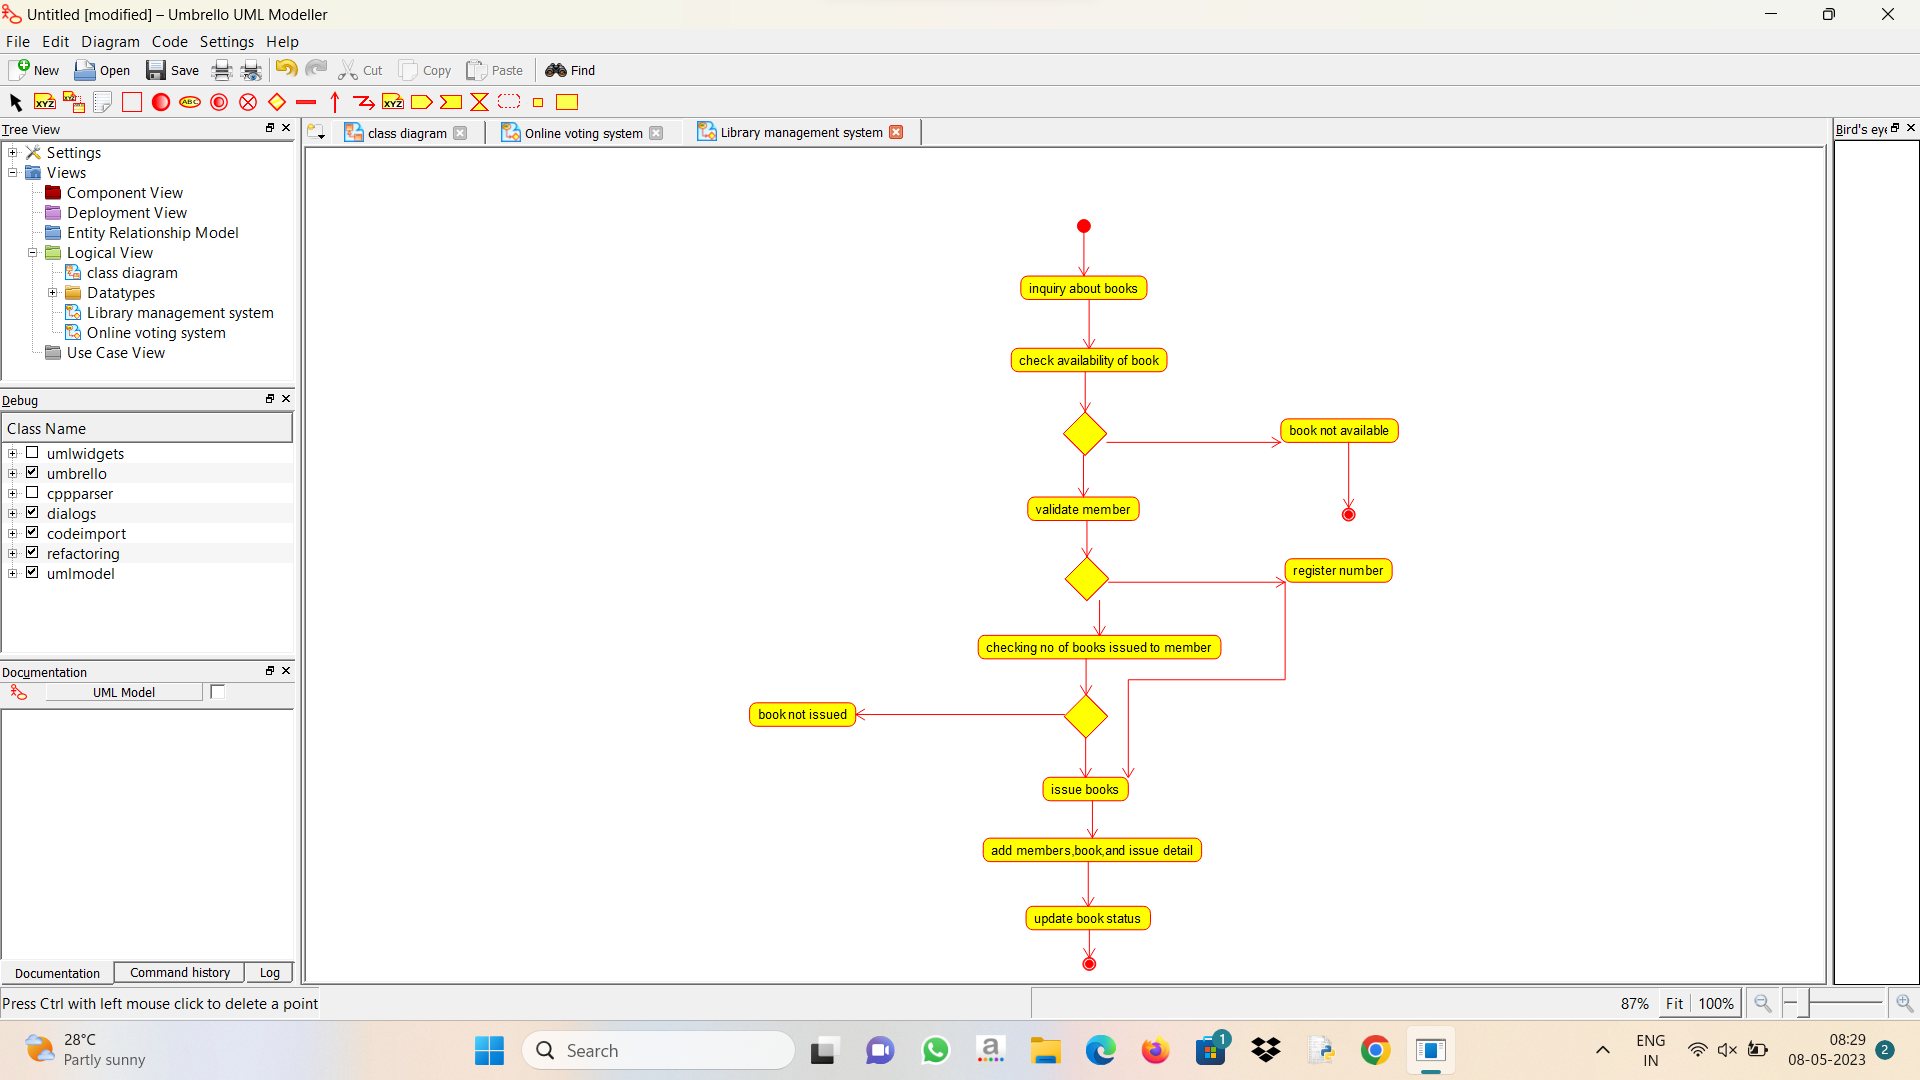 Untitled [modified] – Umbrello UML Modeller
File Edit Diagram Code Settings Help
New Open Save Cut Copy Paste Find
XYZ XYZ ABC XYZ
Tree View
class diagram Online voting system Library management system
Bird's eye
Settings
Views
Component View
Deployment View
Entity Relationship Model
Logical View
class diagram
Datatypes
Library management system
Online voting system
Use Case View
Debug
Class Name
umlwidgets
umbrello
cppparser
dialogs
codeimport
refactoring
umlmodel
Documentation
UML Model
Documentation Command history Log
inquiry about books
check availability of book
book not available
validate member
register number
checking no of books issued to member
book not issued
issue books
add members,book,and issue detail
update book status
Press Ctrl with left mouse click to delete a point
87% Fit 100%
28°C
Partly sunny
Search
a
1
ENG
IN
08:29
08-05-2023
2